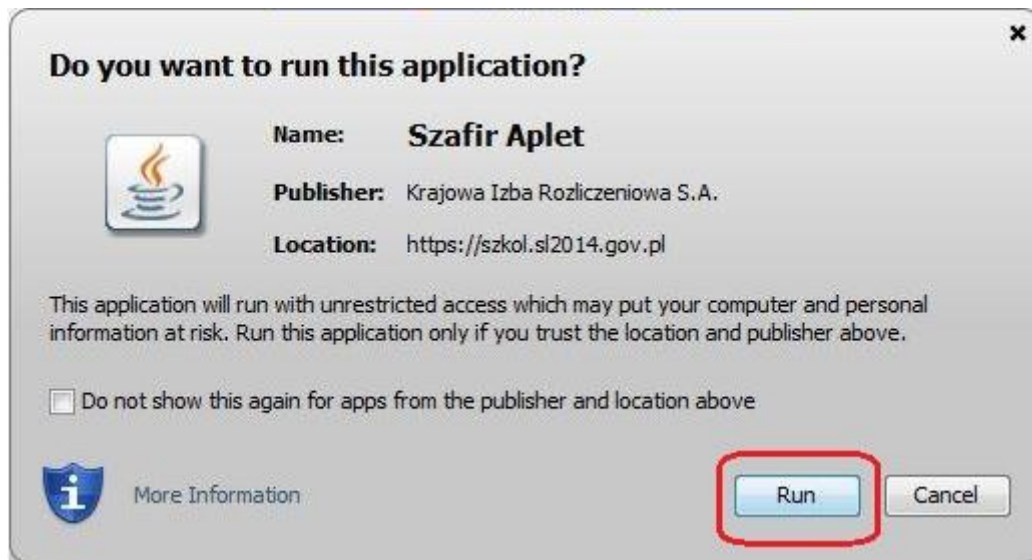 Do you want to run this application?
Name: Szafir Aplet
Publisher: Krajowa Izba Rozliczeniowa S.A.
Location: https://szkol.sl2014.gov.pl
This application will run with unrestricted access which may put your computer and personal
information at risk. Run this application only if you trust the location and publisher above.
Do not show this again for apps from the publisher and location above
More Information
Run
Cancel